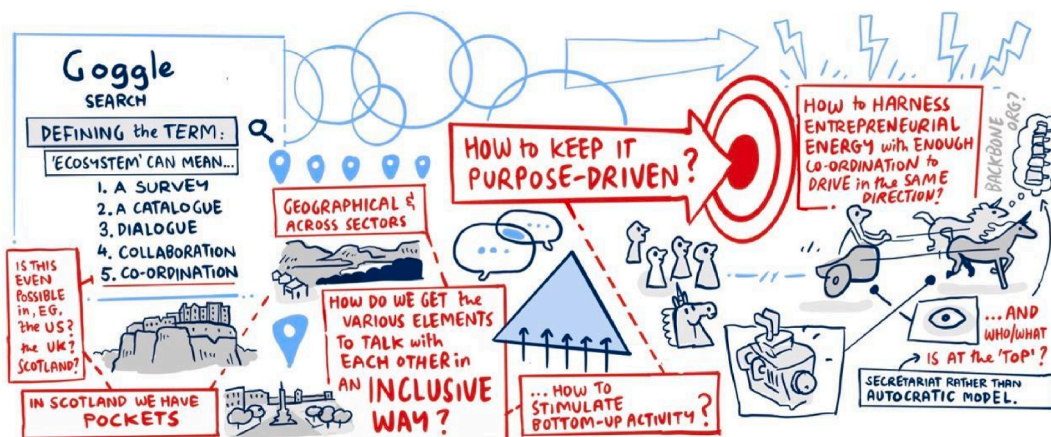 Goggle
SEARCH
DEFINING the TERM:
'ECOSYSTEM' CAN MEAN...
1. A SURVEY
2. A CATALOGUE
3. DIALOGUE
4. COLLABORATION
5. CO-ORDINATION
IS THIS
EVEN
POSSIBLE
in, EG,
the US?
the UK?
SCOTLAND?
IN SCOTLAND WE HAVE
POCKETS
GEOGRAPHICAL &
ACROSS SECTORS
HOW DO WE GET the
VARIOUS ELEMENTS
TO TALK with
EACH OTHER in
AN INCLUSIVE
WAY?
HOW to KEEP IT
PURPOSE-DRIVEN?
...HOW TO
STIMULATE
BOTTOM-UP ACTIVITY?
HOW to HARNESS
ENTREPRENEURIAL
ENERGY with ENOUGH
CO-ORDINATION to
DRIVE in the SAME
DIRECTION?
BACKBONE
ORG?
...AND
WHO/WHAT
IS AT the 'TOP'?
SECRETARIAT RATHER THAN
AUTOCRATIC MODEL.